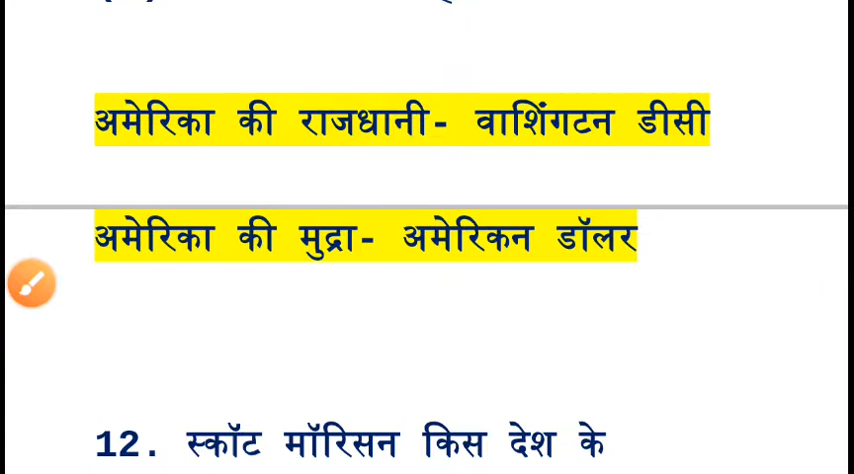 अमेरिका की राजधानी- वाशिंगटन डीसी
अमेरिका की मुद्रा- अमेरिकन डॉलर
12. स्कॉट मॉरिसन किस देश के